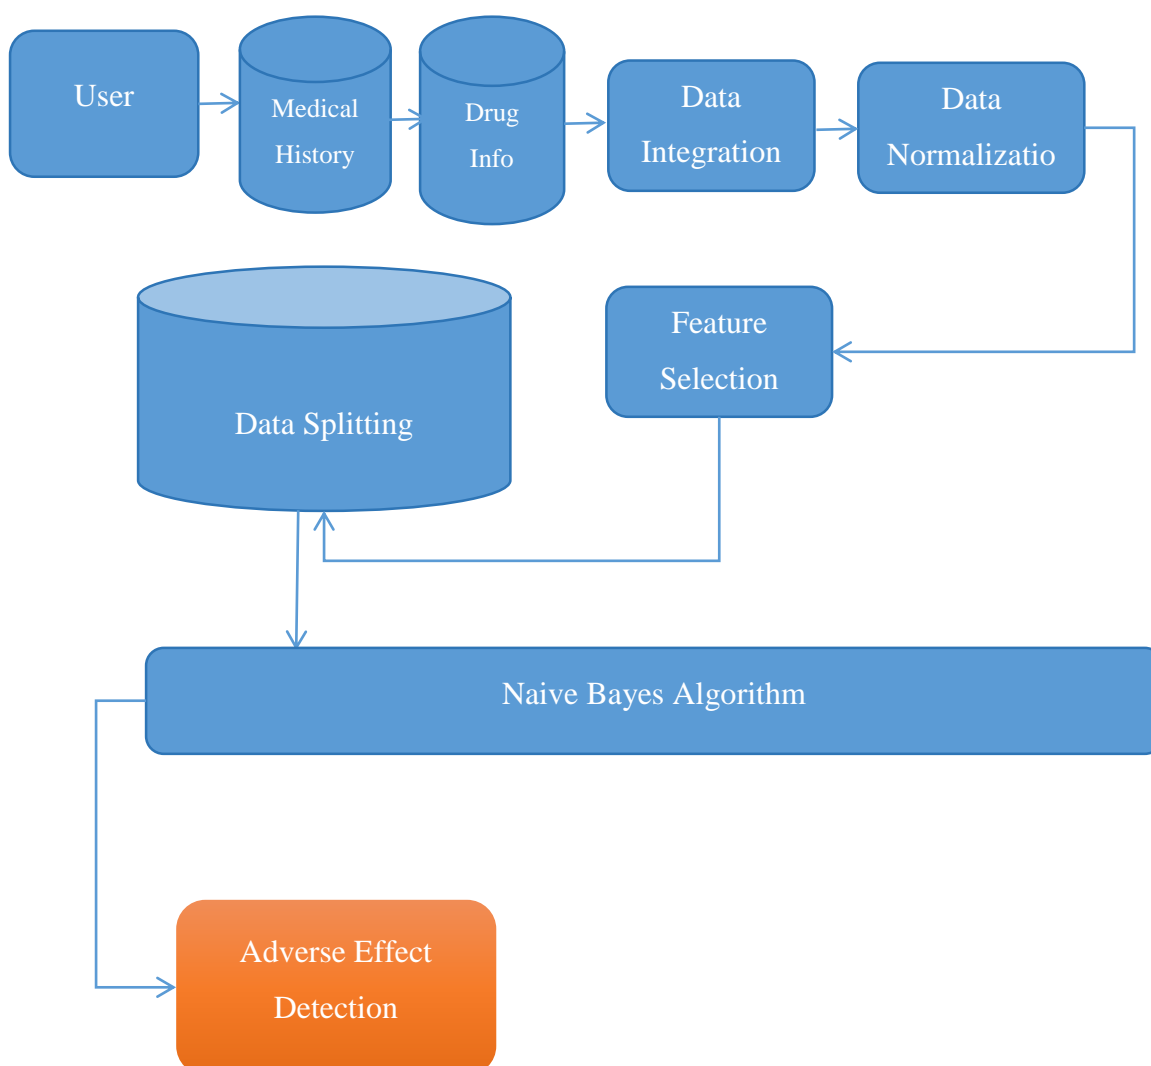 User
Medical
History
Drug
Info
Data
Integration
Data
Normalizatio
Feature
Selection
Data Splitting
Naive Bayes Algorithm
Adverse Effect
Detection